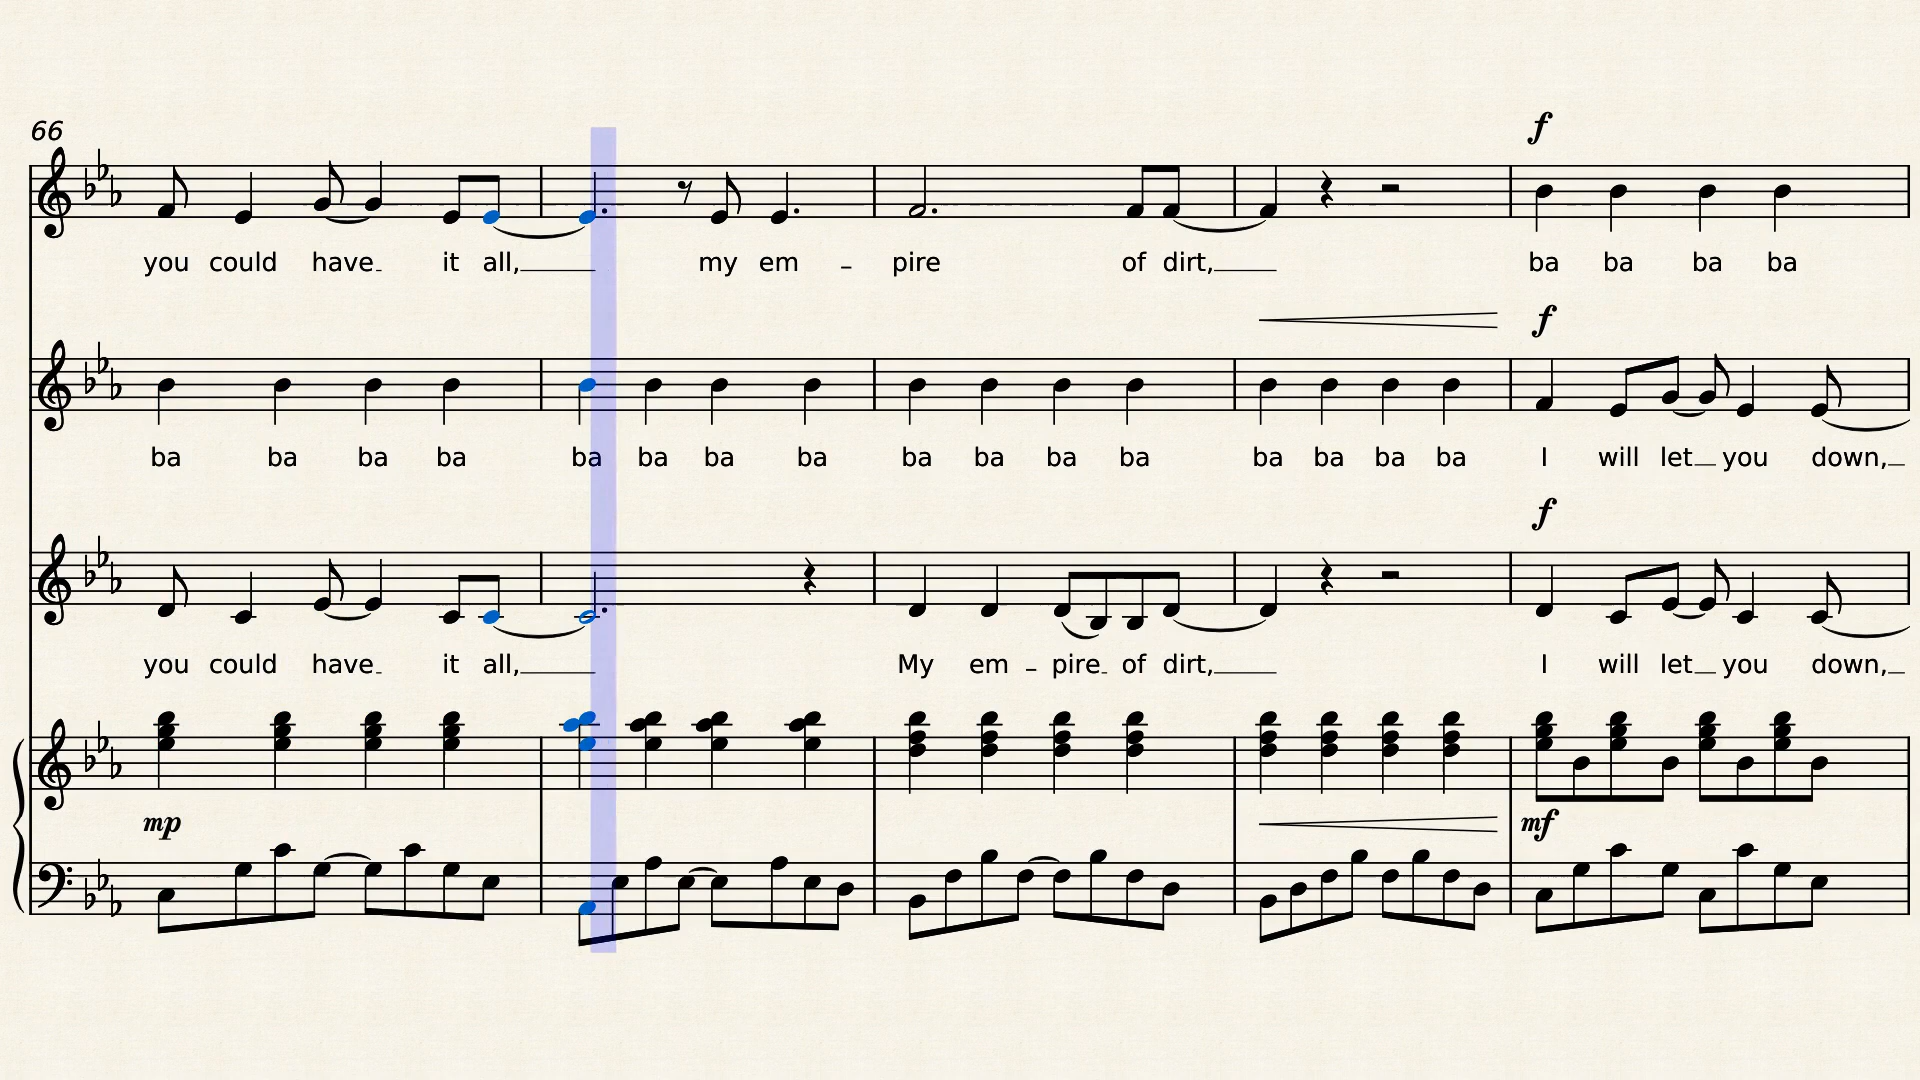 66
f
you could have it all, my em - pire of dirt, ba ba ba ba
f
ba ba ba ba ba ba ba ba ba ba ba ba ba ba ba ba I will let you down,
f
you could have it all, My em - pire of dirt, I will let you down,
mp mf